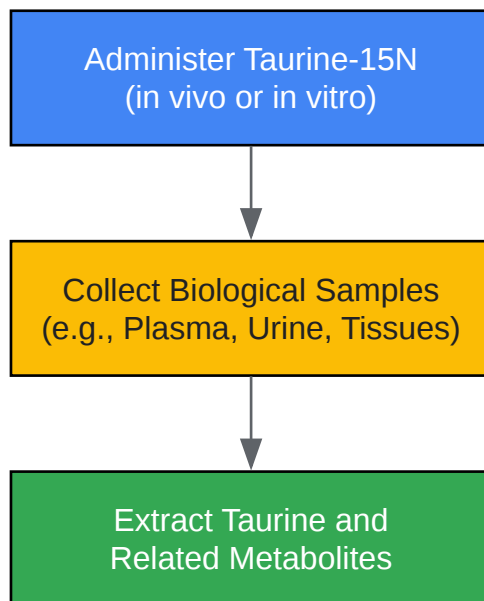 Administer Taurine-15N
(in vivo or in vitro)
Collect Biological Samples
(e.g., Plasma, Urine, Tissues)
Extract Taurine and
Related Metabolites